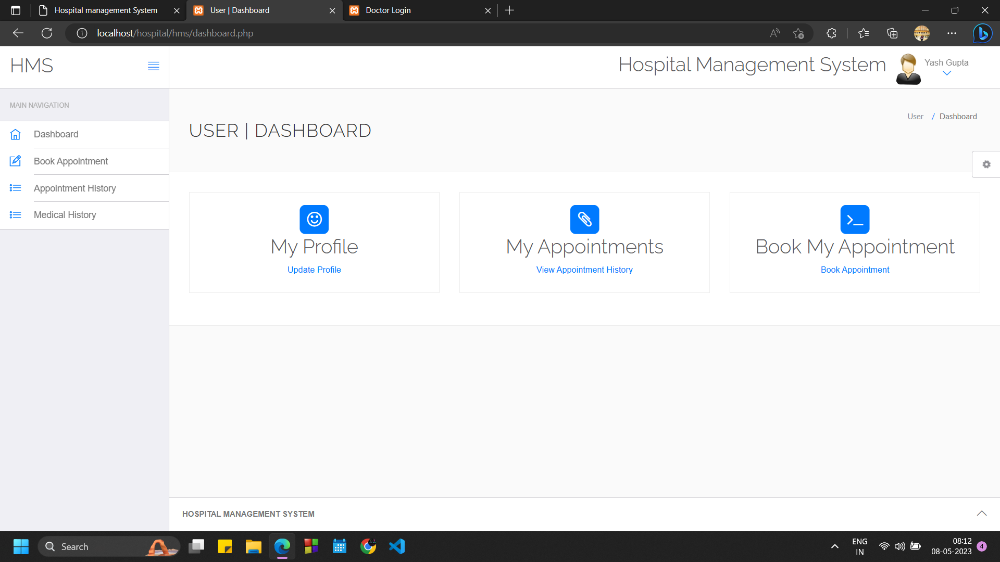 Hospital management System
User | Dashboard
Doctor Login
localhost/hospital/hms/dashboard.php
HMS
Hospital Management System
Yash Gupta
MAIN NAVIGATION
Dashboard
Book Appointment
Appointment History
Medical History
User / Dashboard
USER | DASHBOARD
My Profile
Update Profile
My Appointments
View Appointment History
Book My Appointment
Book Appointment
HOSPITAL MANAGEMENT SYSTEM
Search
ENG
IN
08:12
08-05-2023
4